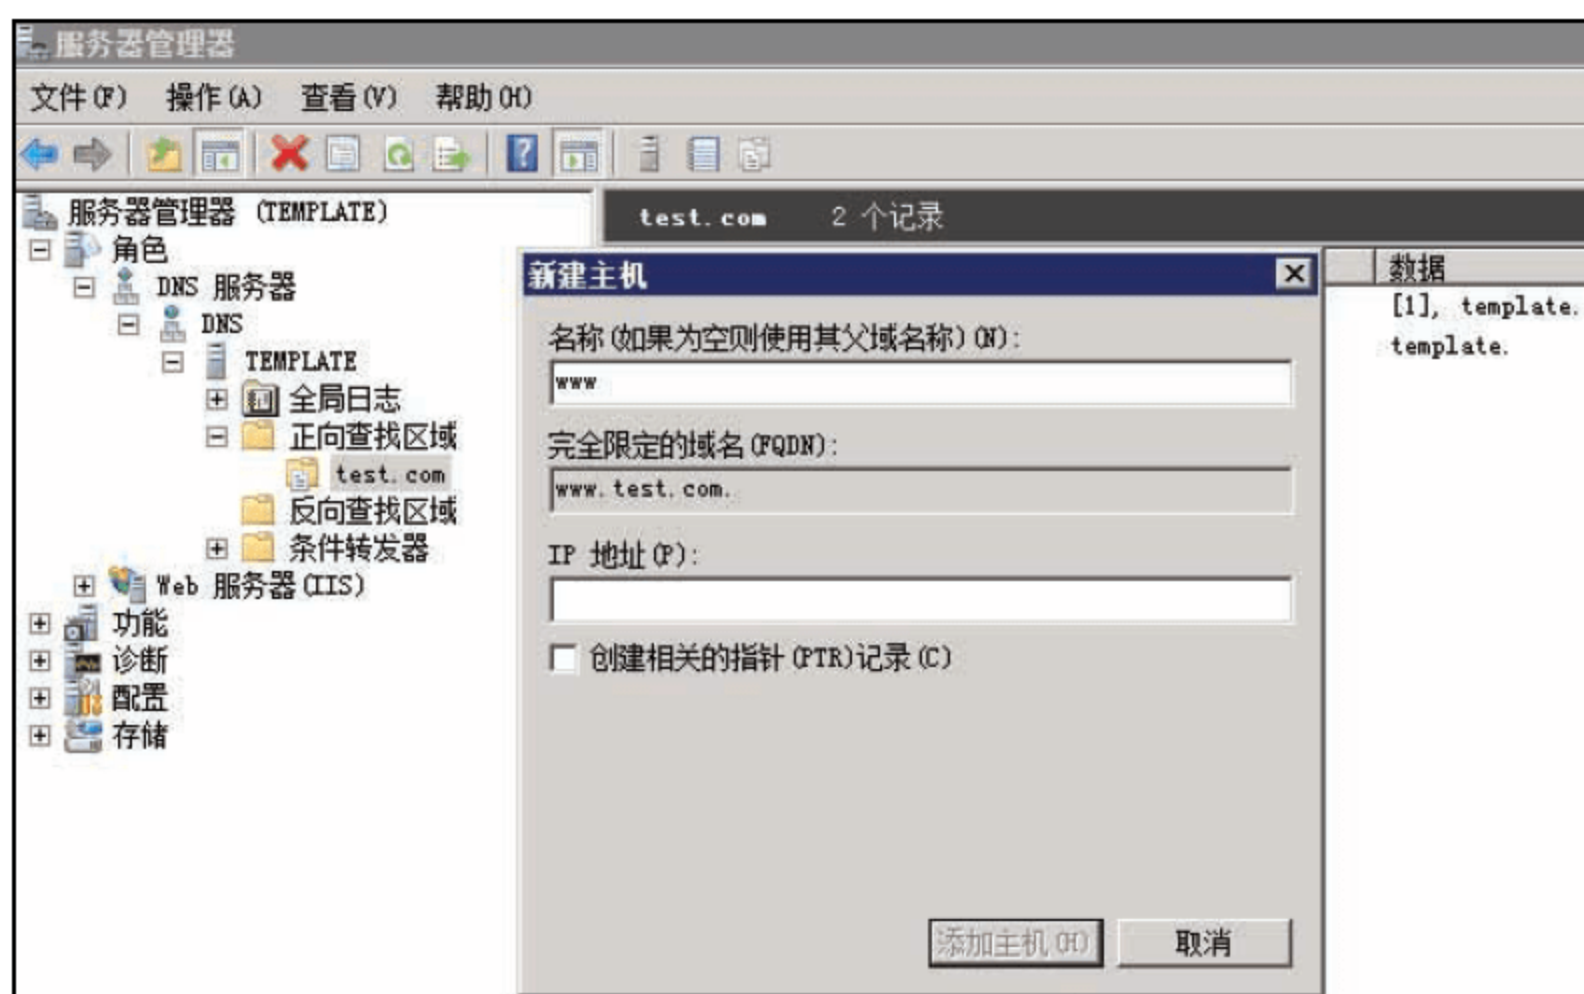 服务器管理器
文件(F) 操作(A) 查看(V) 帮助(H)
服务器管理器 (TEMPLATE)
角色
DNS 服务器
DNS
TEMPLATE
全局日志
正向查找区域
test.com
反向查找区域
条件转发器
Web 服务器(IIS)
功能
诊断
配置
存储
test.com 2 个记录
新建主机
名称(如果为空则使用其父域名称)(N):
www
完全限定的域名(FQDN):
www.test.com.
IP 地址(P):
创建相关的指针(PTR)记录(C)
添加主机(H) 取消
数据
[1], template.
template.